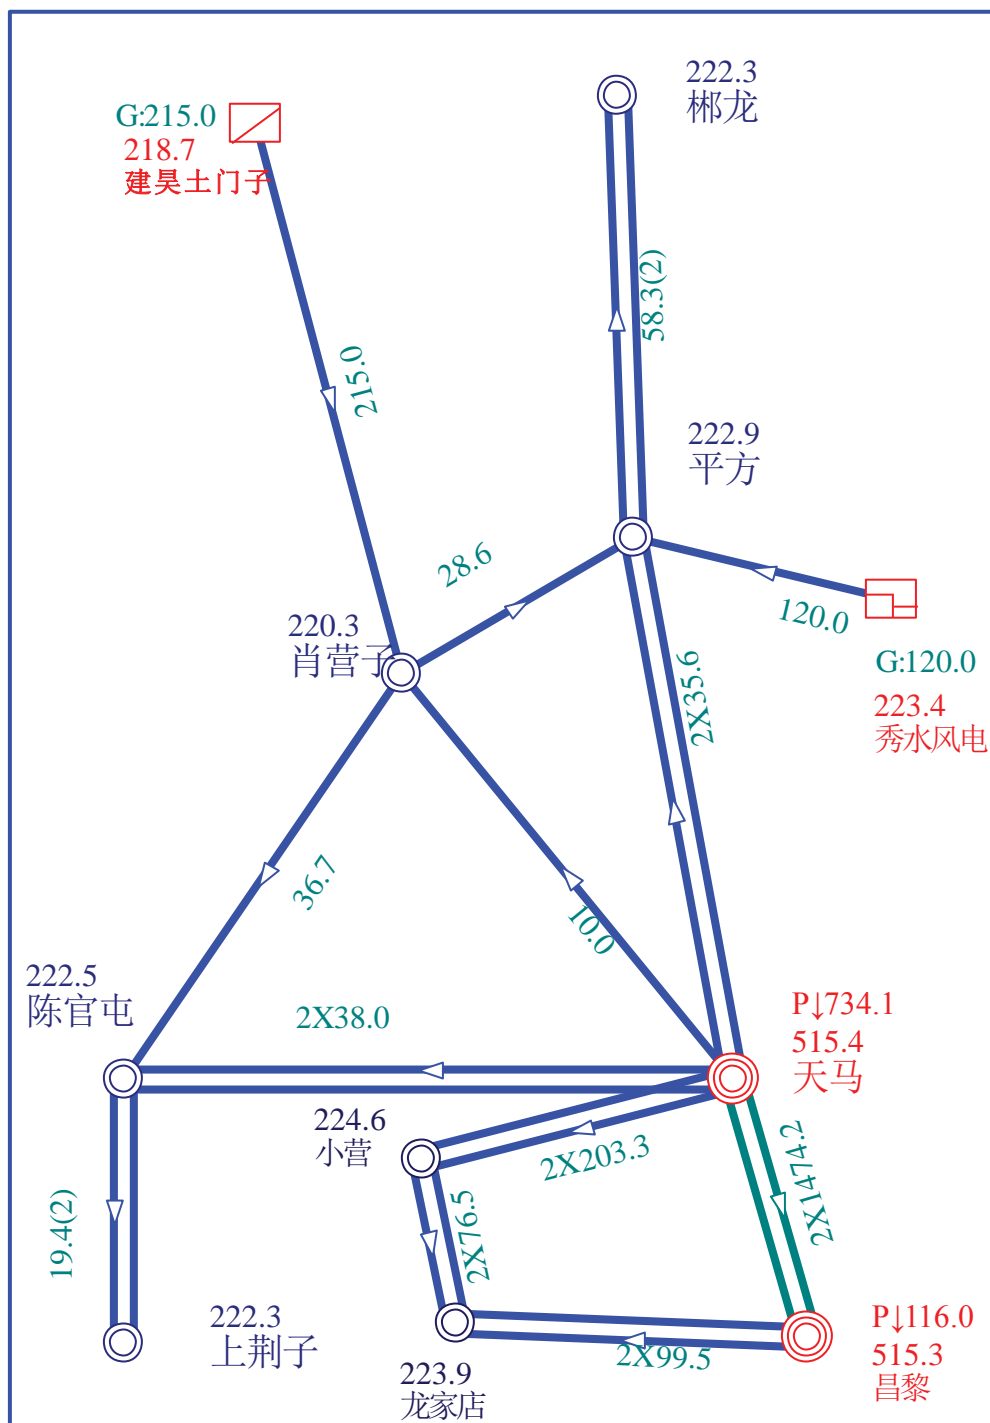 222.3
郴龙
G:215.0
218.7
建昊土门子
58.3(2)
215.0
222.9
平方
28.6
120.0
220.3
肖营子
G:120.0
223.4
秀水风电
2X35.6
36.7
10.0
222.5
陈官屯
2X38.0
P↓734.1
515.4
天马
224.6
小营
2X203.3
2X1474.2
19.4(2)
2X76.5
222.3
上荆子
P↓116.0
515.3
昌黎
2X99.5
223.9
龙家店